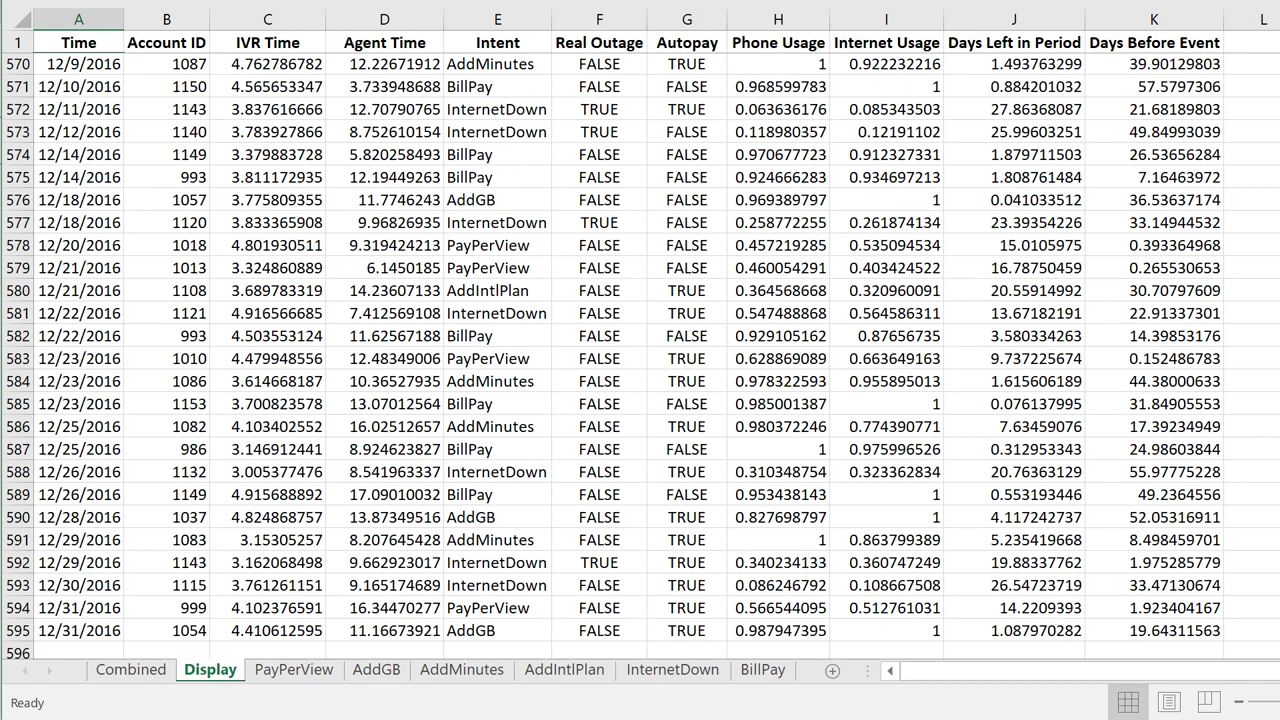 A B C D E F G H I J K L
1 Time Account ID IVR Time Agent Time Intent Real Outage Autopay Phone Usage Internet Usage Days Left in Period Days Before Event
570 12/9/2016 1087 4.762786782 12.22671912 AddMinutes FALSE TRUE 1 0.922232216 1.493763299 39.90129803
571 12/10/2016 1150 4.565653347 3.733948688 BillPay FALSE FALSE 0.968599783 1 0.884201032 57.5797306
572 12/11/2016 1143 3.837616666 12.70790765 InternetDown TRUE TRUE 0.063636176 0.085343503 27.86368087 21.68189803
573 12/12/2016 1140 3.783927866 8.752610154 InternetDown TRUE FALSE 0.118980357 0.12191102 25.99603251 49.84993039
574 12/14/2016 1149 3.379883728 5.820258493 BillPay FALSE FALSE 0.970677723 0.912327331 1.879711503 26.53656284
575 12/14/2016 993 3.811172935 12.19449263 BillPay FALSE FALSE 0.924666283 0.934697213 1.808761484 7.16463972
576 12/18/2016 1057 3.775809355 11.7746243 AddGB FALSE TRUE 0.969389797 1 0.041033512 36.53637174
577 12/18/2016 1120 3.833365908 9.96826935 InternetDown TRUE FALSE 0.258772255 0.261874134 23.39354226 33.14944532
578 12/20/2016 1018 4.801930511 9.319424213 PayPerView FALSE FALSE 0.457219285 0.535094534 15.0105975 0.393364968
579 12/21/2016 1013 3.324860889 6.1450185 PayPerView FALSE FALSE 0.460054291 0.403424522 16.78750459 0.265530653
580 12/21/2016 1108 3.689783319 14.23607133 AddIntlPlan FALSE TRUE 0.364568668 0.320960091 20.55914992 30.70797609
581 12/22/2016 1121 4.916566685 7.412569108 InternetDown FALSE TRUE 0.547488868 0.564586311 13.67182191 22.91337301
582 12/22/2016 993 4.503553124 11.62567188 BillPay FALSE FALSE 0.929105162 0.87656735 3.580334263 14.39853176
583 12/23/2016 1010 4.479948556 12.48349006 PayPerView FALSE TRUE 0.628869089 0.663649163 9.737225674 0.152486783
584 12/23/2016 1086 3.614668187 10.36527935 AddMinutes FALSE TRUE 0.978322593 0.955895013 1.615606189 44.38000633
585 12/23/2016 1153 3.700823578 13.07012564 BillPay FALSE FALSE 0.985001387 1 0.076137995 31.84905553
586 12/25/2016 1082 4.103402552 16.02512657 AddMinutes FALSE TRUE 0.980372246 0.774390771 7.63459076 17.39234949
587 12/25/2016 986 3.146912441 8.924623827 BillPay FALSE FALSE 1 0.975996526 0.312953343 24.98603844
588 12/26/2016 1132 3.005377476 8.541963337 InternetDown FALSE TRUE 0.310348754 0.323362834 20.76363129 55.97775228
589 12/26/2016 1149 4.915688892 17.09010032 BillPay FALSE FALSE 0.953438143 1 0.553193446 49.2364556
590 12/28/2016 1037 4.824868757 13.87349516 AddGB FALSE TRUE 0.827698797 1 4.117242737 52.05316911
591 12/29/2016 1083 3.15305257 8.207645428 AddMinutes FALSE TRUE 1 0.863799389 5.235419668 8.498459701
592 12/29/2016 1143 3.162068498 9.662923017 InternetDown TRUE TRUE 0.340234133 0.360747249 19.88337762 1.975285779
593 12/30/2016 1115 3.761261151 9.165174689 InternetDown FALSE TRUE 0.086246792 0.108667508 26.54723719 33.47130674
594 12/31/2016 999 4.102376591 16.34470277 PayPerView FALSE TRUE 0.566544095 0.512761031 14.2209393 1.923404167
595 12/31/2016 1054 4.410612595 11.16673921 AddGB FALSE TRUE 0.987947395 1 1.087970282 19.64311563
596
Combined Display PayPerView AddGB AddMinutes AddIntlPlan InternetDown BillPay
Ready